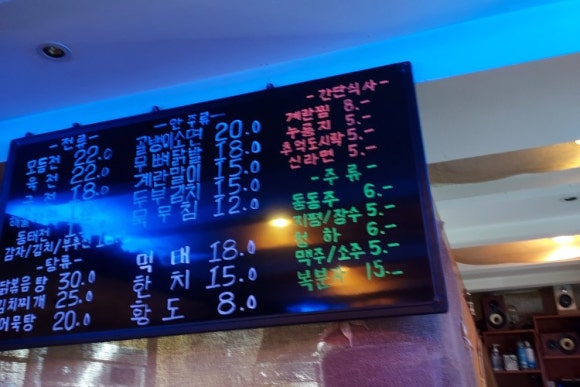 - 전류 -
모듬전 22.0
육전 22.0
18.0
동태전
감자/김치/부추전
- 탕류 -
닭볶음탕 30.0
김치찌개 25.0
어묵탕 20.0
- 안주류 -
골뱅이소면 20.0
무뼈닭발 18.0
계란말이 15.0
두부김치 15.0
묵무침 12.0
먹태 18.0
한치 15.0
황도 8.0
- 간단식사 -
계란찜 8.-
누룽지 5.-
추억도시락 5.-
신라면 5.-
- 주류 -
동동주 6.-
지평/장수 5.-
청하 6.-
맥주/소주 5.-
복분자 15.-